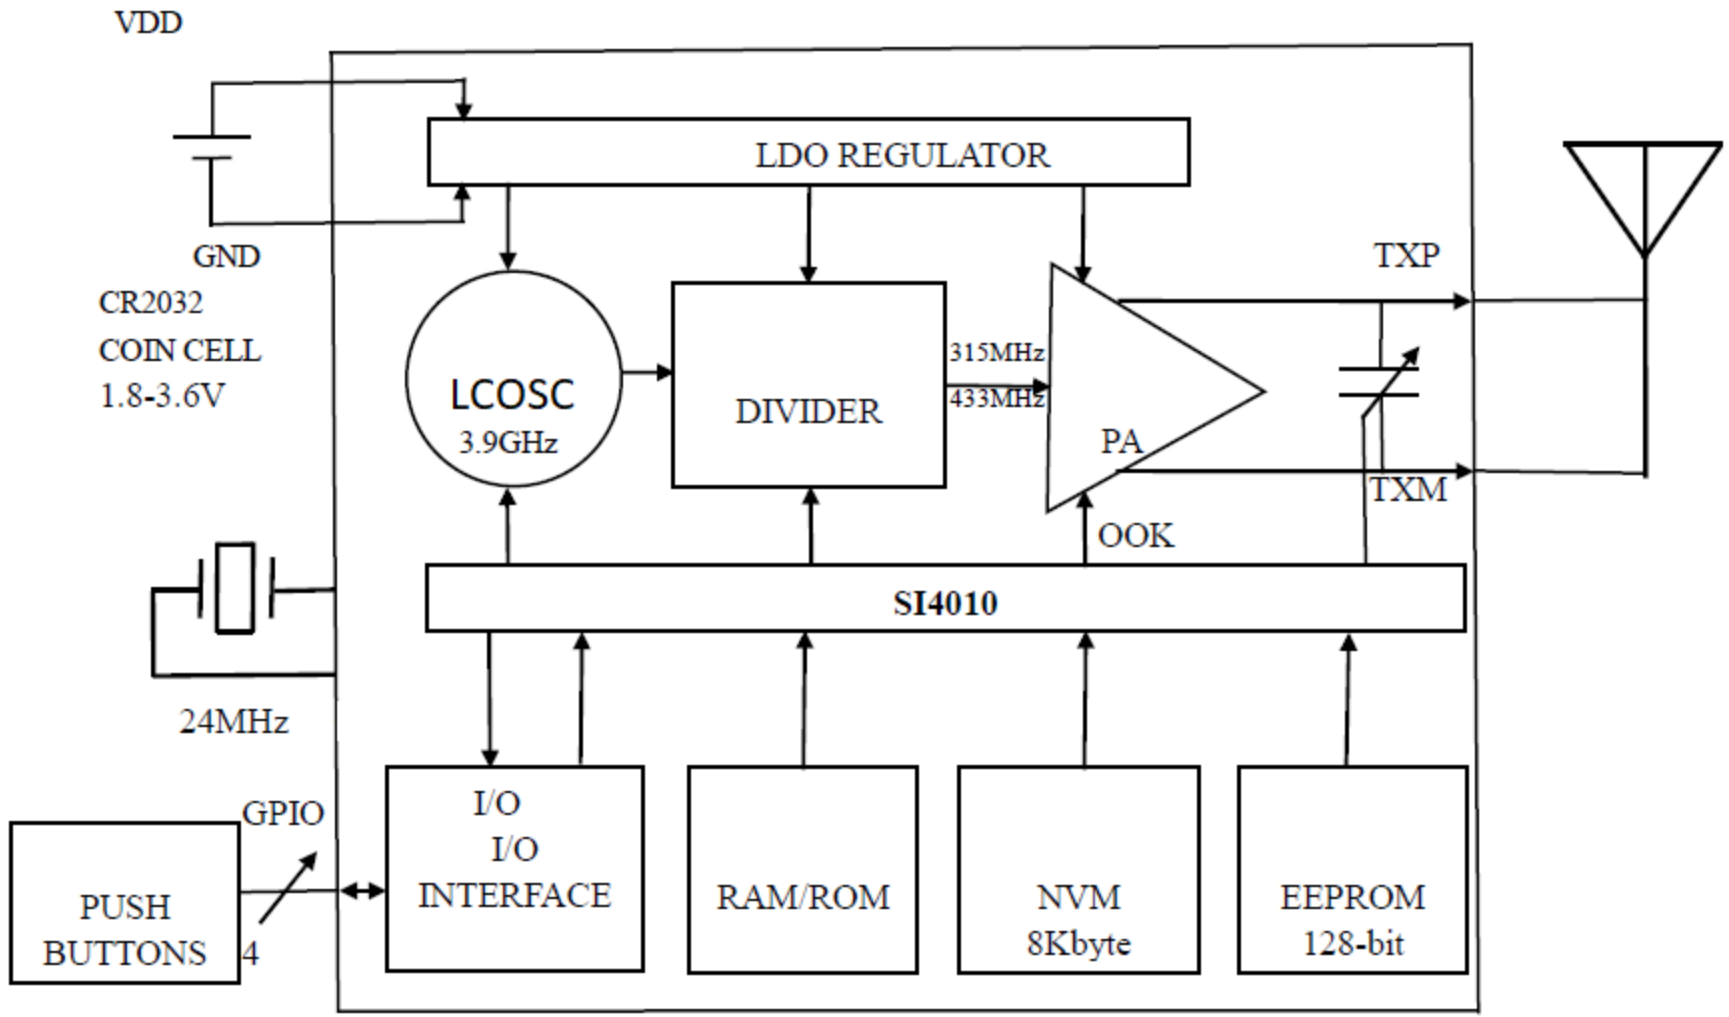 VDD
LDO REGULATOR
GND
TXP
CR2032
COIN CELL
1.8-3.6V
LCOSC
3.9GHz
DIVIDER
315MHz
433MHz
PA
TXM
OOK
SI4010
24MHz
GPIO
PUSH
BUTTONS
4
I/O
I/O
INTERFACE
RAM/ROM
NVM
8Kbyte
EEPROM
128-bit